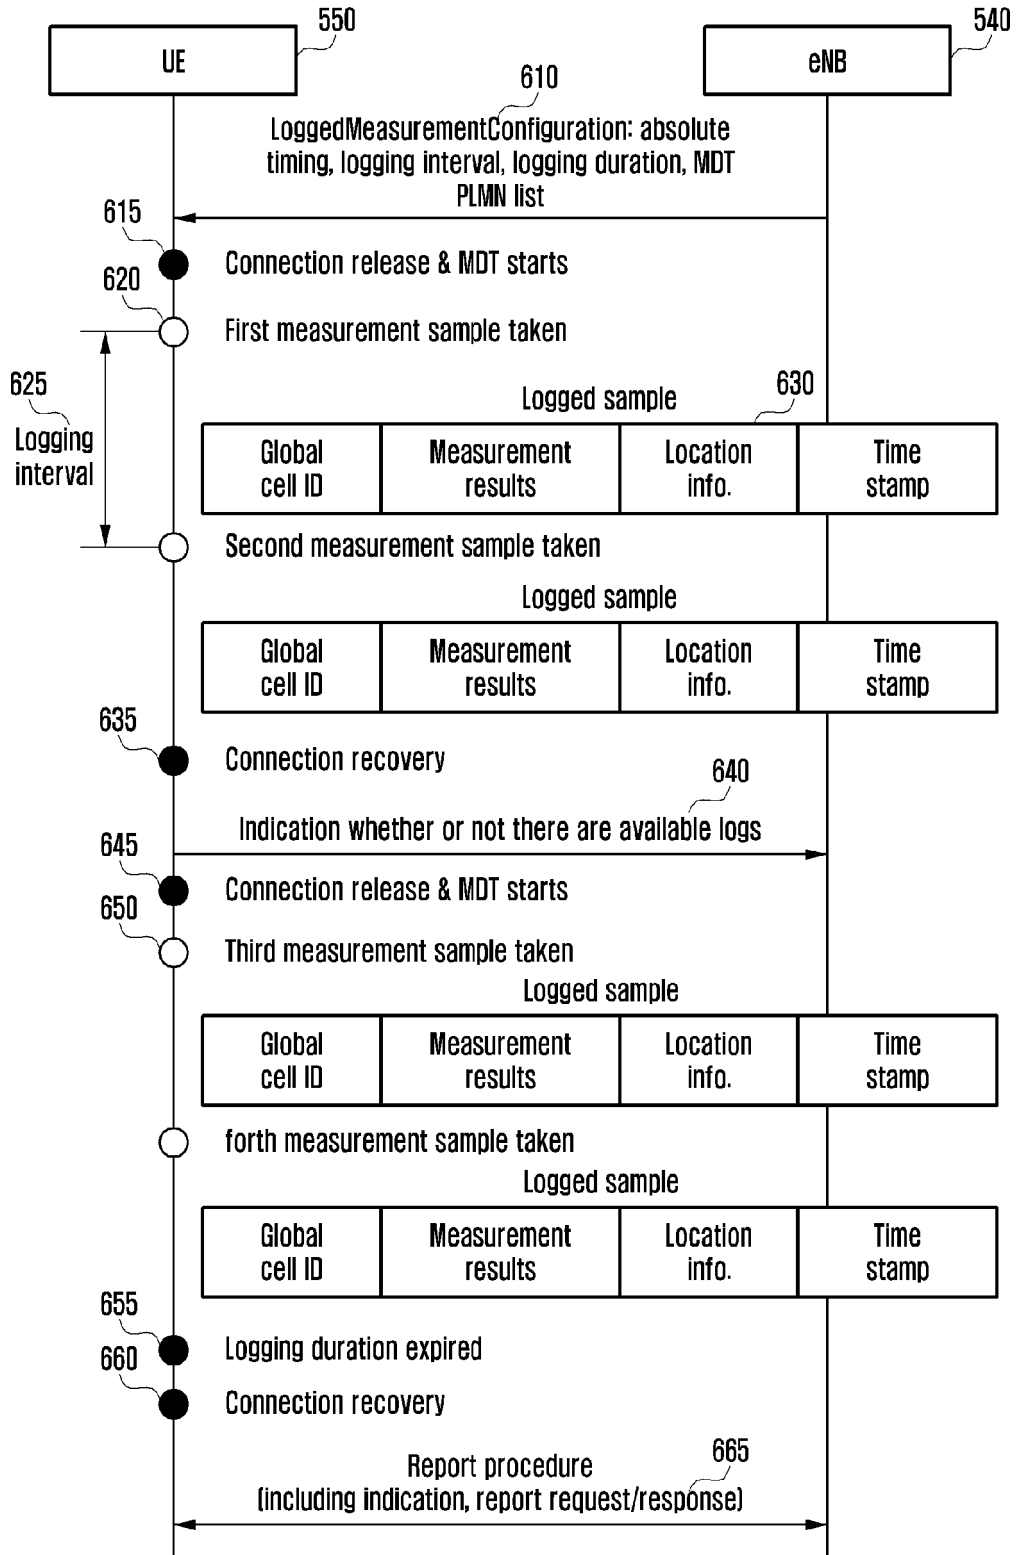 550
540
UE
eNB
610
LoggedMeasurementConfiguration: absolute
timing, logging interval, logging duration, MDT
PLMN list
615
Connection release & MDT starts
620
First measurement sample taken
625
Logging
interval
Logged sample
630
Global
cell ID
Measurement
results
Location
info.
Time
stamp
Second measurement sample taken
Logged sample
Global
cell ID
Measurement
results
Location
info.
Time
stamp
635
Connection recovery
640
Indication whether or not there are available logs
645
Connection release & MDT starts
650
Third measurement sample taken
Logged sample
Global
cell ID
Measurement
results
Location
info.
Time
stamp
forth measurement sample taken
Logged sample
Global
cell ID
Measurement
results
Location
info.
Time
stamp
655
Logging duration expired
660
Connection recovery
665
Report procedure
(including indication, report request/response)